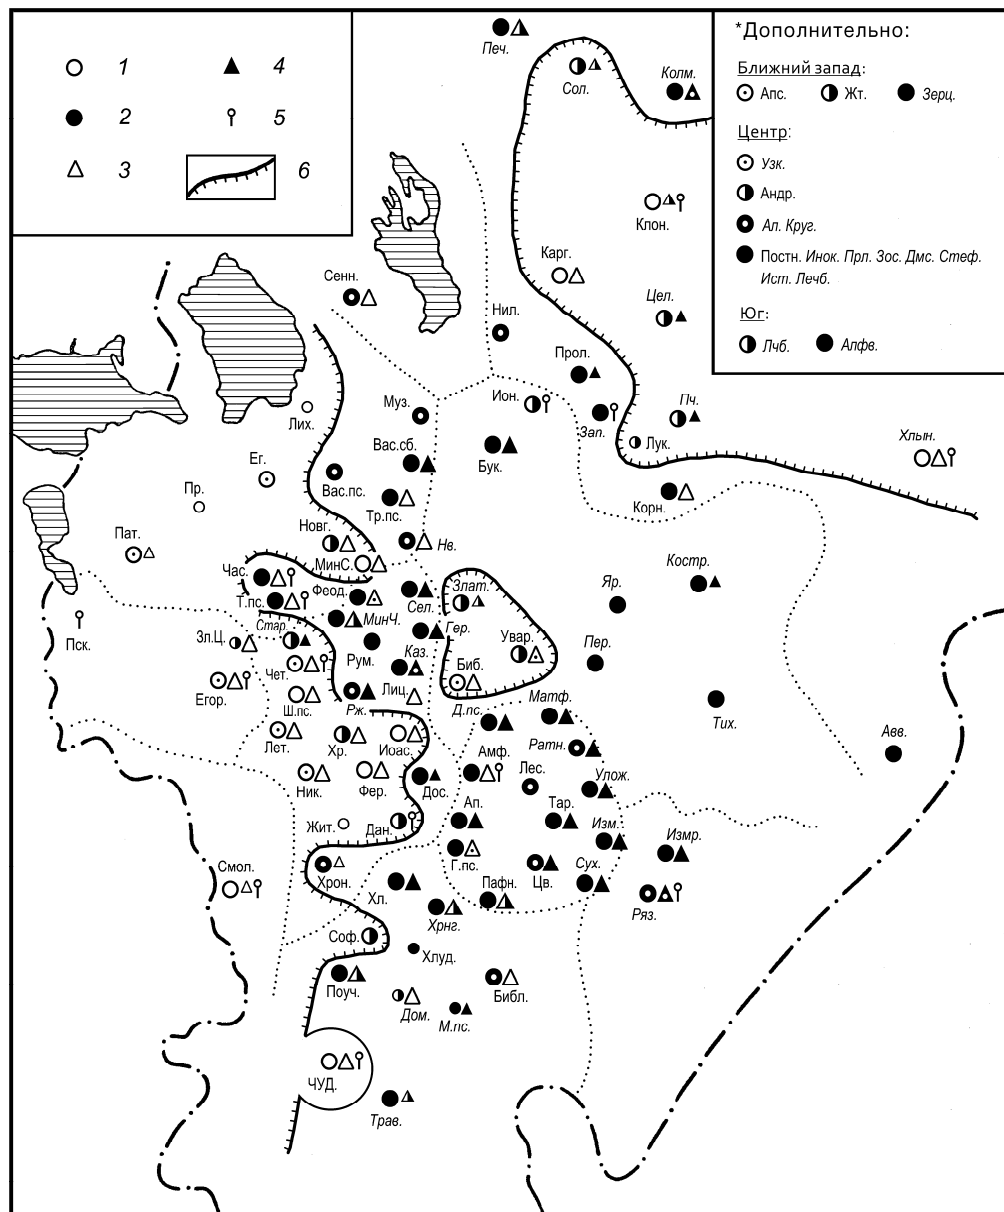 1
4
2
5
3
6
*Дополнительно:
Ближний запад:
Апс.
Жт.
Зерц.
Центр:
Узк.
Андр.
Ал. Круг.
Постн. Инок. Прл. Зос. Дмс. Стеф.
Ист. Лечб.
Юг:
Лчб.
Алфв.
Печ.
Сол.
Колм.
Клон.
Карг.
Сенн.
Цел.
Нил.
Прол.
Ион.
Пч.
Муз.
Лих.
Зап.
Лук.
Хлын.
Вас.сб.
Бук.
Ег.
Вас.пс.
Пр.
Тр.пс.
Корн.
Новг.
Пат.
Нв.
МинС.
Костр.
Час.
Феод.
Злат.
Яр.
Т.пс.
Сел.
Пск.
Стар.
МинЧ.
Гер.
Зл.Ц.
Увар.
Рум.
Каз.
Пер.
Чет.
Биб.
Егор.
Лиц.
Ш.пс.
Рж.
Д.пс.
Матф.
Тих.
Авв.
Лет.
Хр.
Иоас.
Амф.
Ратн.
Лес.
Улож.
Ник.
Фер.
Дос.
Ап.
Тар.
Жит.
Дан.
Изм.
Измр.
Смол.
Хрон.
Г.пс.
Цв.
Сух.
Хл.
Пафн.
Ряз.
Хрнг.
Соф.
Хлуд.
Поуч.
Библ.
Дом.
М.пс.
ЧУД.
Трав.